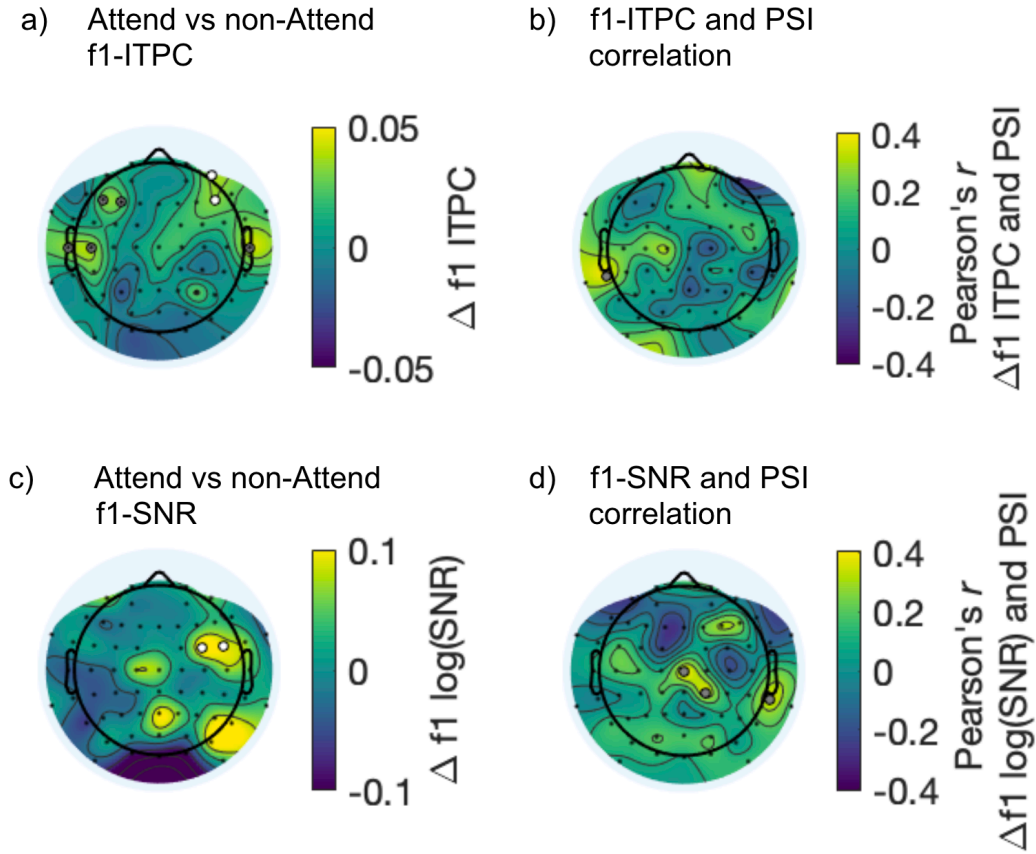 a) Attend vs non-Attend
f1-ITPC
0.05
0
-0.05
Δ f1 ITPC
b) f1-ITPC and PSI
correlation
0.4
0.2
0
-0.2
-0.4
Pearson's r
Δf1 ITPC and PSI
c) Attend vs non-Attend
f1-SNR
0.1
0
-0.1
Δ f1 log(SNR)
d) f1-SNR and PSI
correlation
0.4
0.2
0
-0.2
-0.4
Pearson's r
Δf1 log(SNR) and PSI